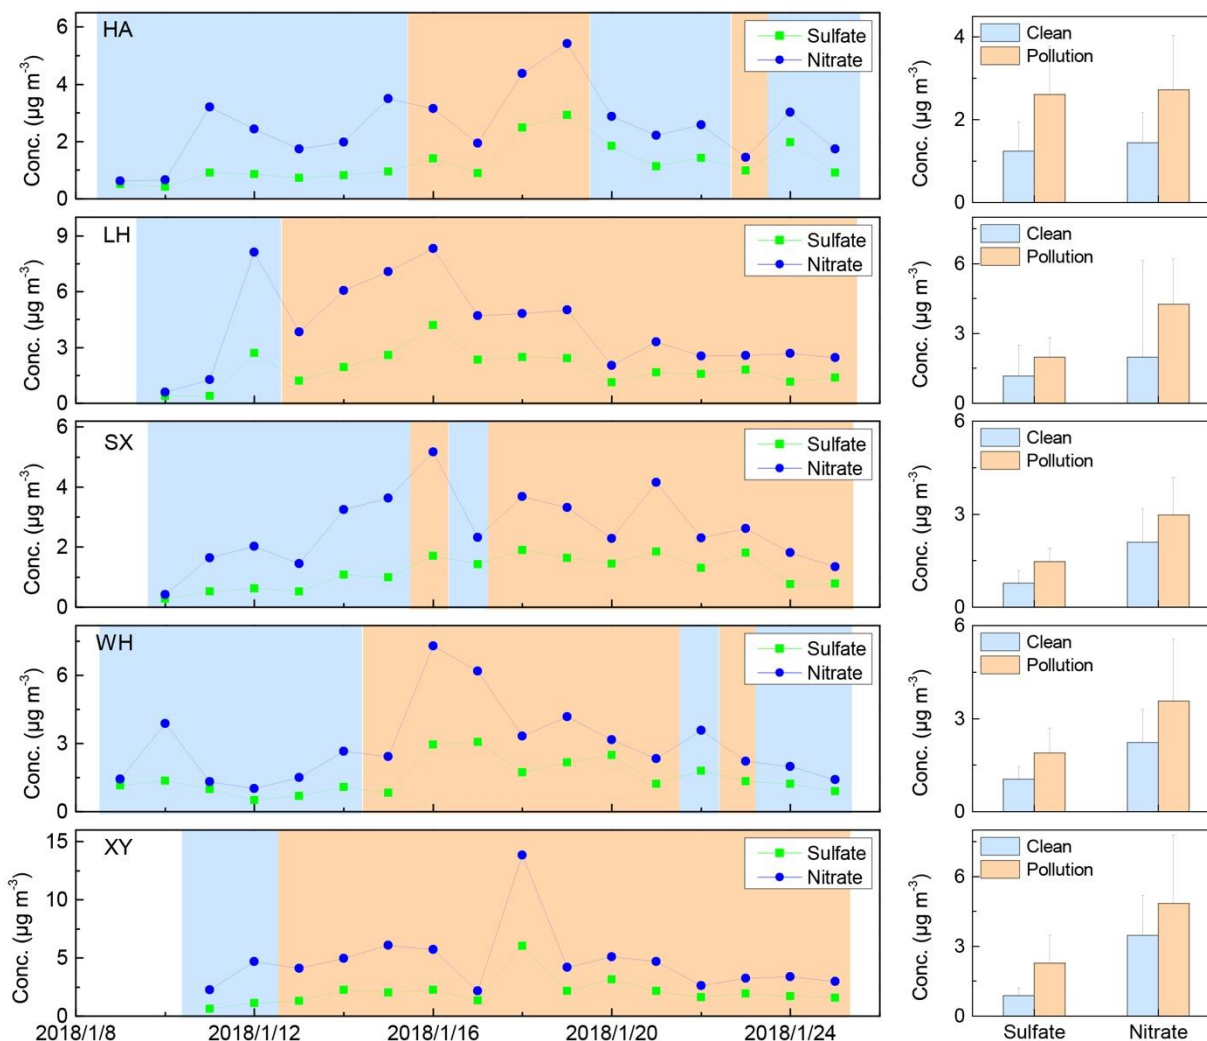 HA
Sulfate
Nitrate
Conc. (μg m⁻³)
6
4
2
0
Clean
Pollution
Conc. (μg m⁻³)
4
2
0
LH
Sulfate
Nitrate
Conc. (μg m⁻³)
9
6
3
0
Clean
Pollution
Conc. (μg m⁻³)
6
3
0
SX
Sulfate
Nitrate
Conc. (μg m⁻³)
6
4
2
0
Clean
Pollution
Conc. (μg m⁻³)
6
3
0
WH
Sulfate
Nitrate
Conc. (μg m⁻³)
6
3
0
Clean
Pollution
Conc. (μg m⁻³)
6
3
0
XY
Sulfate
Nitrate
Conc. (μg m⁻³)
15
10
5
0
Clean
Pollution
Conc. (μg m⁻³)
6
3
0
2018/1/8 2018/1/12 2018/1/16 2018/1/20 2018/1/24
Sulfate Nitrate